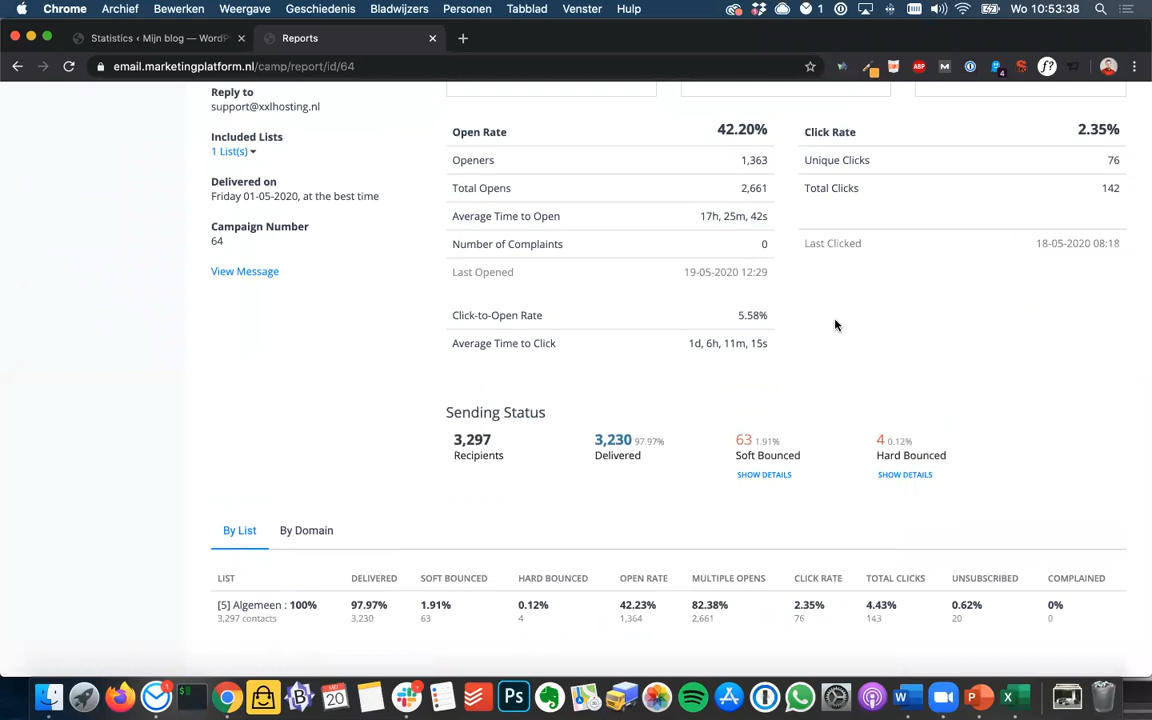 Chrome Archief Bewerken Weergave Geschiedenis Bladwijzers Personen Tabblad Venster Help 1 Wo 10:53:38
Statistics ‹ Mijn blog — WordP Reports
email.marketingplatform.nl/camp/report/id/64
Reply to
support@xxlhosting.nl
Included Lists
1 List(s)
Delivered on
Friday 01-05-2020, at the best time
Campaign Number
64
View Message
Open Rate 42.20%
Openers 1,363
Total Opens 2,661
Average Time to Open 17h, 25m, 42s
Number of Complaints 0
Last Opened 19-05-2020 12:29
Click-to-Open Rate 5.58%
Average Time to Click 1d, 6h, 11m, 15s
Click Rate 2.35%
Unique Clicks 76
Total Clicks 142
Last Clicked 18-05-2020 08:18
Sending Status
3,297 3,230 97.97% 63 1.91% 4 0.12%
Recipients Delivered Soft Bounced Hard Bounced
SHOW DETAILS SHOW DETAILS
By List By Domain
LIST DELIVERED SOFT BOUNCED HARD BOUNCED OPEN RATE MULTIPLE OPENS CLICK RATE TOTAL CLICKS UNSUBSCRIBED COMPLAINED
[5] Algemeen : 100% 97.97% 1.91% 0.12% 42.23% 82.38% 2.35% 4.43% 0.62% 0%
3,297 contacts 3,230 63 4 1,364 2,661 76 143 20 0